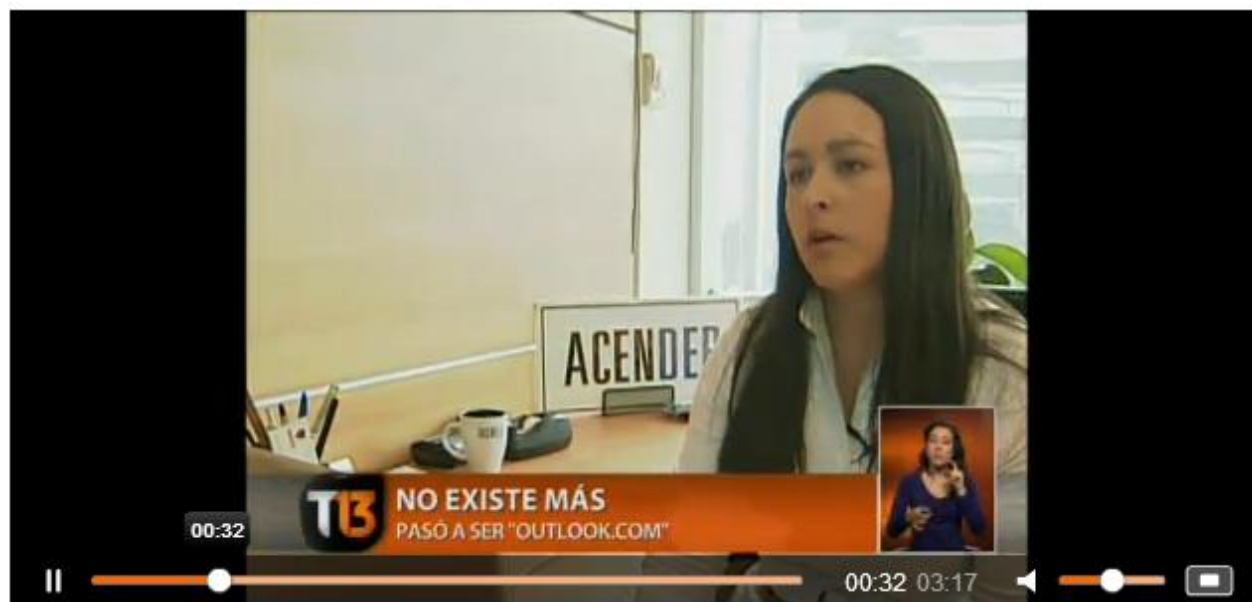 ACENDER
T13
NO EXISTE MÁS
PASÓ A SER "OUTLOOK.COM"
00:32
00:32 03:17